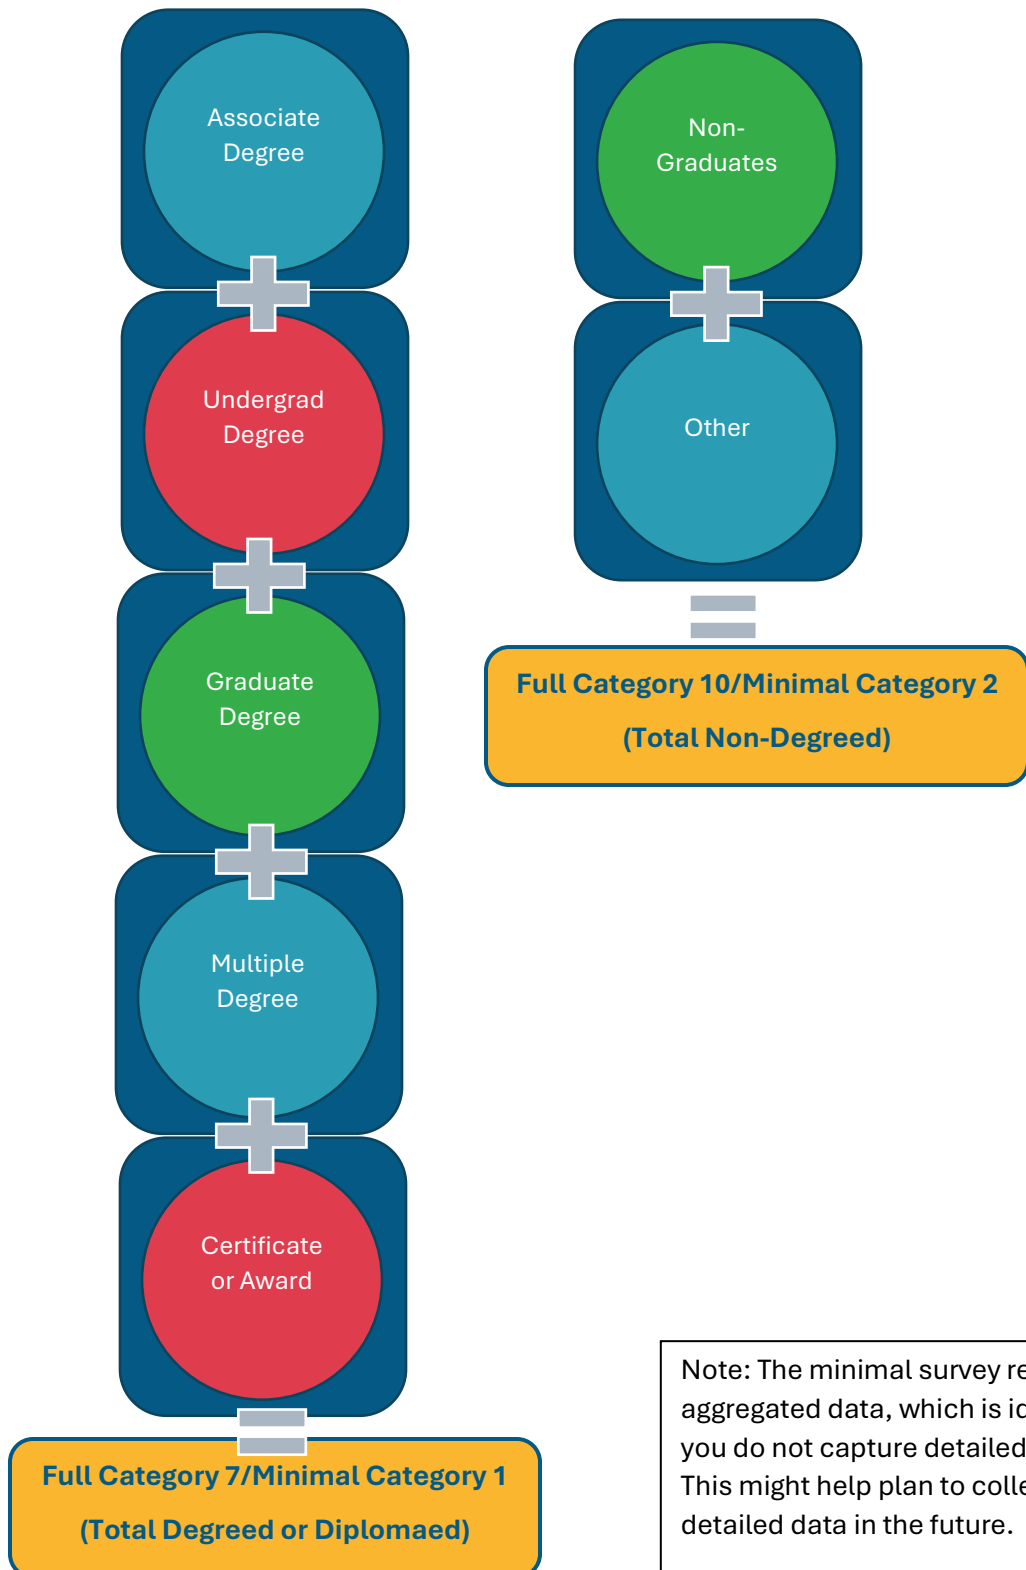 Associate
Degree
Undergrad
Degree
Graduate
Degree
Multiple
Degree
Certificate
or Award
Full Category 7/Minimal Category 1
(Total Degreed or Diplomaed)
Non-
Graduates
Other
Full Category 10/Minimal Category 2
(Total Non-Degreed)
Note: The minimal survey
aggregated data, which is
you do not capture detailed
This might help plan to
detailed data in the future.